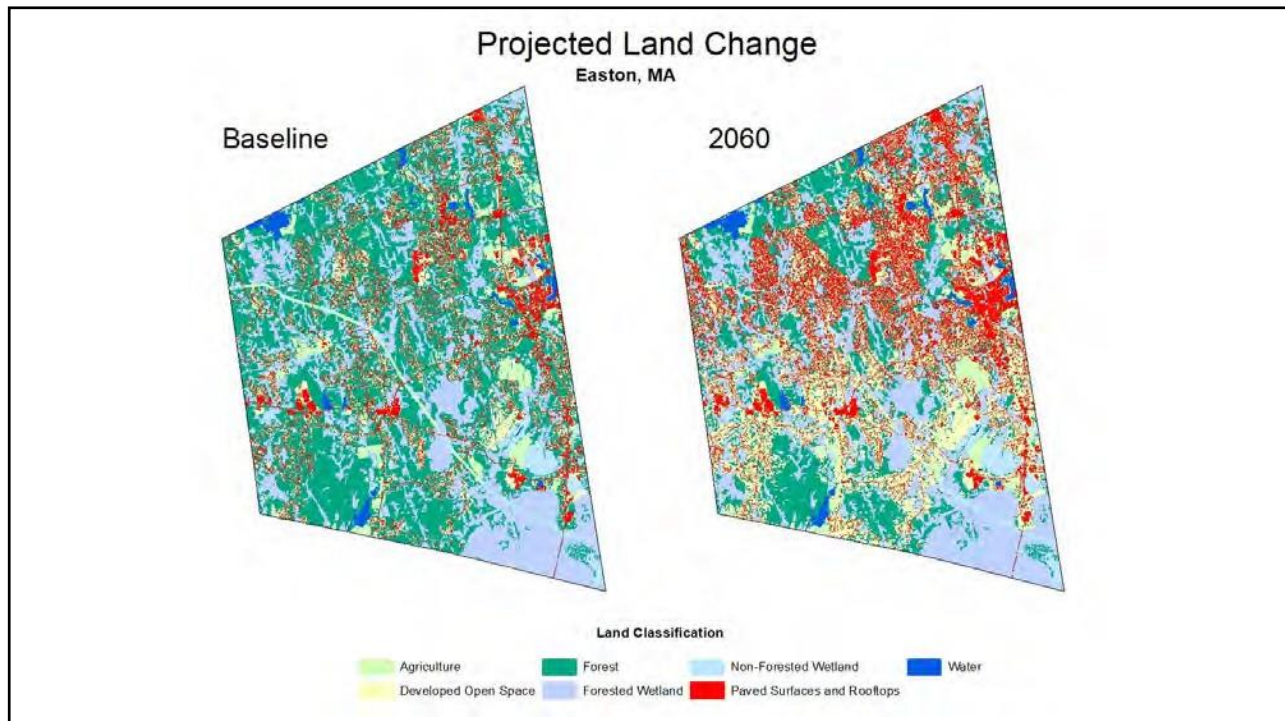 Projected Land Change
Easton, MA
Baseline
2060
Land Classification
Agriculture
Forest
Non-Forested Wetland
Water
Developed Open Space
Forested Wetland
Paved Surfaces and Rooftops